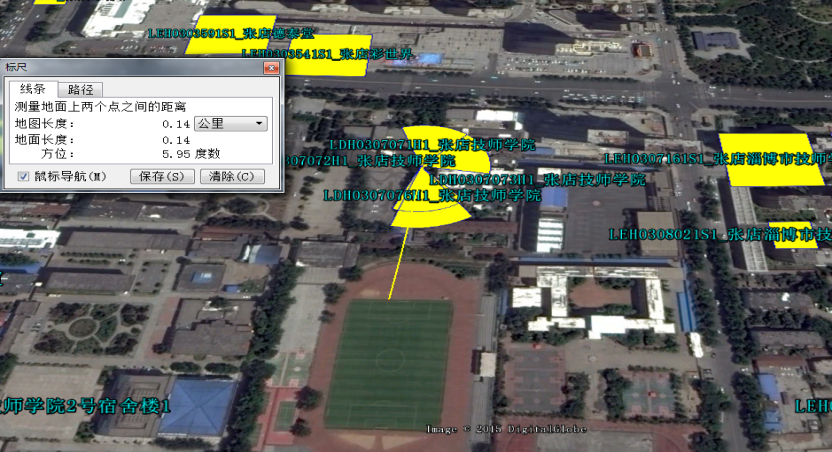 LEH0303591S1_张店德泰堂
LEH0303541S1_张店彩世界
标尺
线条
路径
测量地面上两个点之间的距离
地图长度： 0.14 公里
地面长度： 0.14
方位： 5.95 度数
鼠标导航(M)
保存(S)
清除(C)
LDH0307071H1_张店技师学院
307072H1_张店技师学院
LDH0307073H1_张店技师学院
LDH0307076H1_张店技师学院
LEH0307161S1_张店淄博市技师学
LEH0308021S1_张店淄博市技
师学院2号宿舍楼1
LEH0
Image © 2015 DigitalGlobe